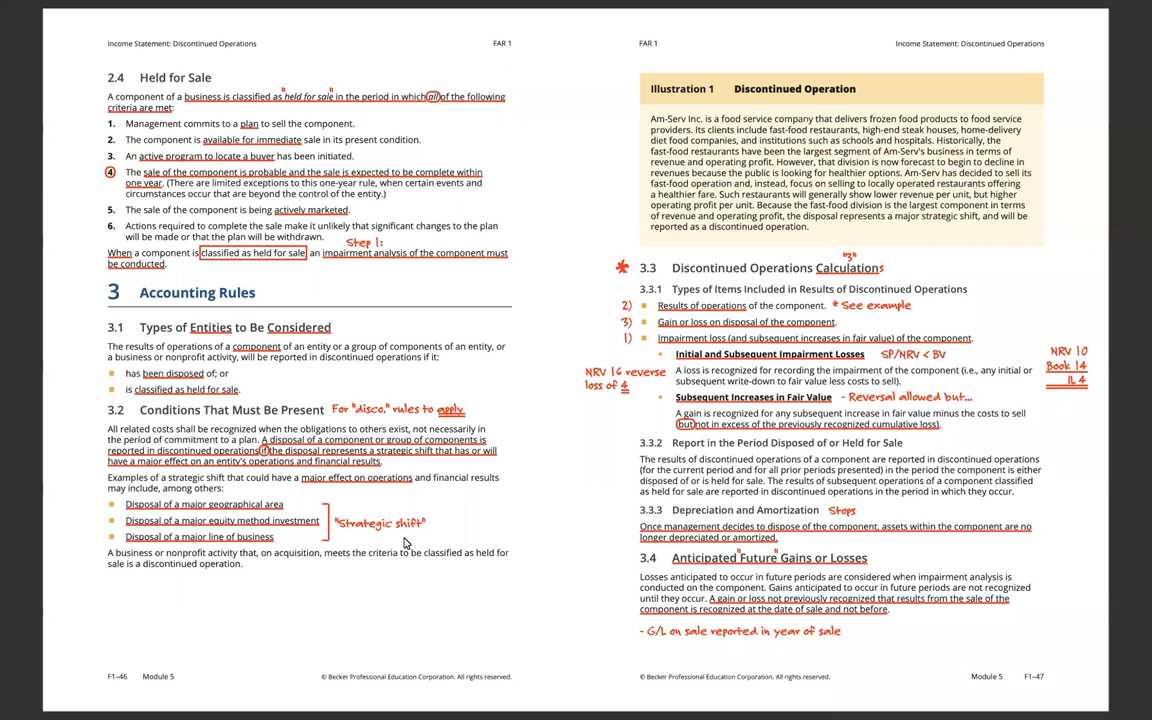 Income Statement: Discontinued Operations
FAR 1
2.4 Held for Sale
A component of a business is classified as "held for sale" in the period in which all of the following
criteria are met:
1. Management commits to a plan to sell the component.
2. The component is available for immediate sale in its present condition.
3. An active program to locate a buyer has been initiated.
4 The sale of the component is probable and the sale is expected to be complete within
one year. (There are limited exceptions to this one-year rule, when certain events and
circumstances occur that are beyond the control of the entity.)
5. The sale of the component is being actively marketed.
6. Actions required to complete the sale make it unlikely that significant changes to the plan
will be made or that the plan will be withdrawn.
Step 1:
When a component is classified as held for sale, an impairment analysis of the component must
be conducted.
3 Accounting Rules
3.1 Types of Entities to Be Considered
The results of operations of a component of an entity or a group of components of an entity, or
a business or nonprofit activity, will be reported in discontinued operations if it:
has been disposed of; or
is classified as held for sale.
3.2 Conditions That Must Be Present For "disco." rules to apply
All related costs shall be recognized when the obligations to others exist, not necessarily in
the period of commitment to a plan. A disposal of a component or group of components is
reported in discontinued operations if the disposal represents a strategic shift that has or will
have a major effect on an entity's operations and financial results.
Examples of a strategic shift that could have a major effect on operations and financial results
may include, among others:
Disposal of a major geographical area
Disposal of a major equity method investment "Strategic shift"
Disposal of a major line of business
A business or nonprofit activity that, on acquisition, meets the criteria to be classified as held for
sale is a discontinued operation.
F1–46 Module 5
© Becker Professional Education Corporation. All rights reserved.
FAR 1
Income Statement: Discontinued Operations
Illustration 1 Discontinued Operation
Am-Serv Inc. is a food service company that delivers frozen food products to food service
providers. Its clients include fast-food restaurants, high-end steak houses, home-delivery
diet food companies, and institutions such as schools and hospitals. Historically, the
fast-food restaurants have been the largest segment of Am-Serv's business in terms of
revenue and operating profit. However, that division is now forecast to begin to decline in
revenues because the public is looking for healthier options. Am-Serv has decided to sell its
fast-food operation and, instead, focus on selling to locally operated restaurants offering
a healthier fare. Such restaurants will generally show lower revenue per unit, but higher
operating profit per unit. Because the fast-food division is the largest component in terms
of revenue and operating profit, the disposal represents a major strategic shift, and will be
reported as a discontinued operation.
"3"
* 3.3 Discontinued Operations Calculations
3.3.1 Types of Items Included in Results of Discontinued Operations
2) Results of operations of the component. * See example
3) Gain or loss on disposal of the component.
1) Impairment loss (and subsequent increases in fair value) of the component.
Initial and Subsequent Impairment Losses SP/NRV < BV
A loss is recognized for recording the impairment of the component (i.e., any initial or
subsequent write-down to fair value less costs to sell).
NRV 10
Book 14
IL 4
NRV 16 reverse
loss of 4
Subsequent Increases in Fair Value - Reversal allowed but...
A gain is recognized for any subsequent increase in fair value minus the costs to sell
(but not in excess of the previously recognized cumulative loss).
3.3.2 Report in the Period Disposed of or Held for Sale
The results of discontinued operations of a component are reported in discontinued operations
(for the current period and for all prior periods presented) in the period the component is either
disposed of or is held for sale. The results of subsequent operations of a component classified
as held for sale are reported in discontinued operations in the period in which they occur.
3.3.3 Depreciation and Amortization Stops
Once management decides to dispose of the component, assets within the component are no
longer depreciated or amortized.
3.4 Anticipated "Future" Gains or Losses
Losses anticipated to occur in future periods are considered when impairment analysis is
conducted on the component. Gains anticipated to occur in future periods are not recognized
until they occur. A gain or loss not previously recognized that results from the sale of the
component is recognized at the date of sale and not before.
- G/L on sale reported in year of sale
© Becker Professional Education Corporation. All rights reserved.
Module 5 F1–47